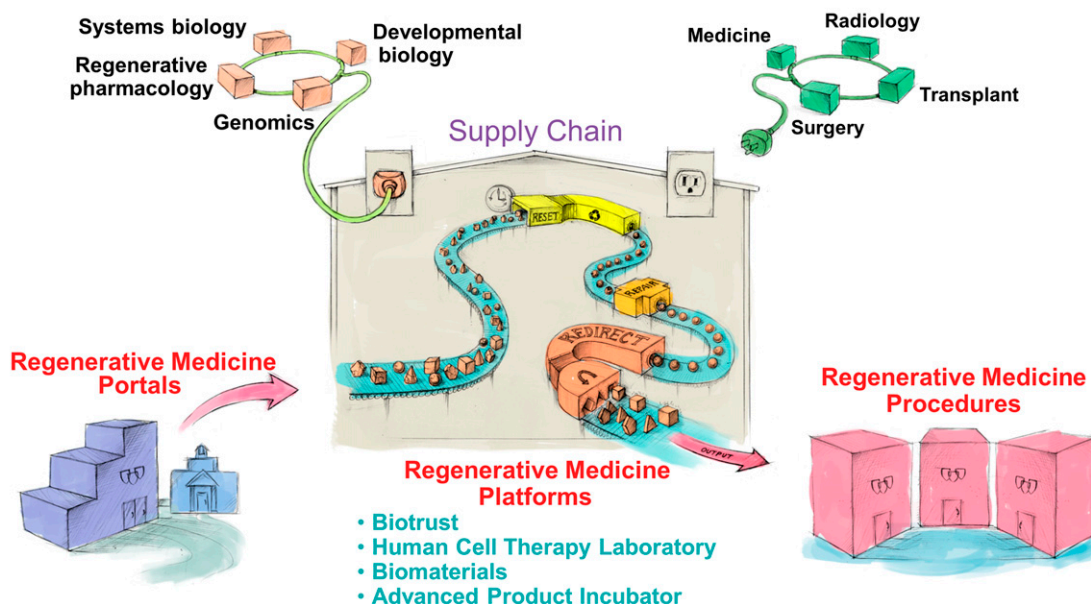 Systems biology
Developmental
biology
Regenerative
pharmacology
Genomics
Medicine
Radiology
Transplant
Surgery
Supply Chain
RESET
REPAIR
REDIRECT
OUTPUT
Regenerative Medicine
Portals
Regenerative Medicine
Platforms
• Biotrust
• Human Cell Therapy Laboratory
• Biomaterials
• Advanced Product Incubator
Regenerative Medicine
Procedures